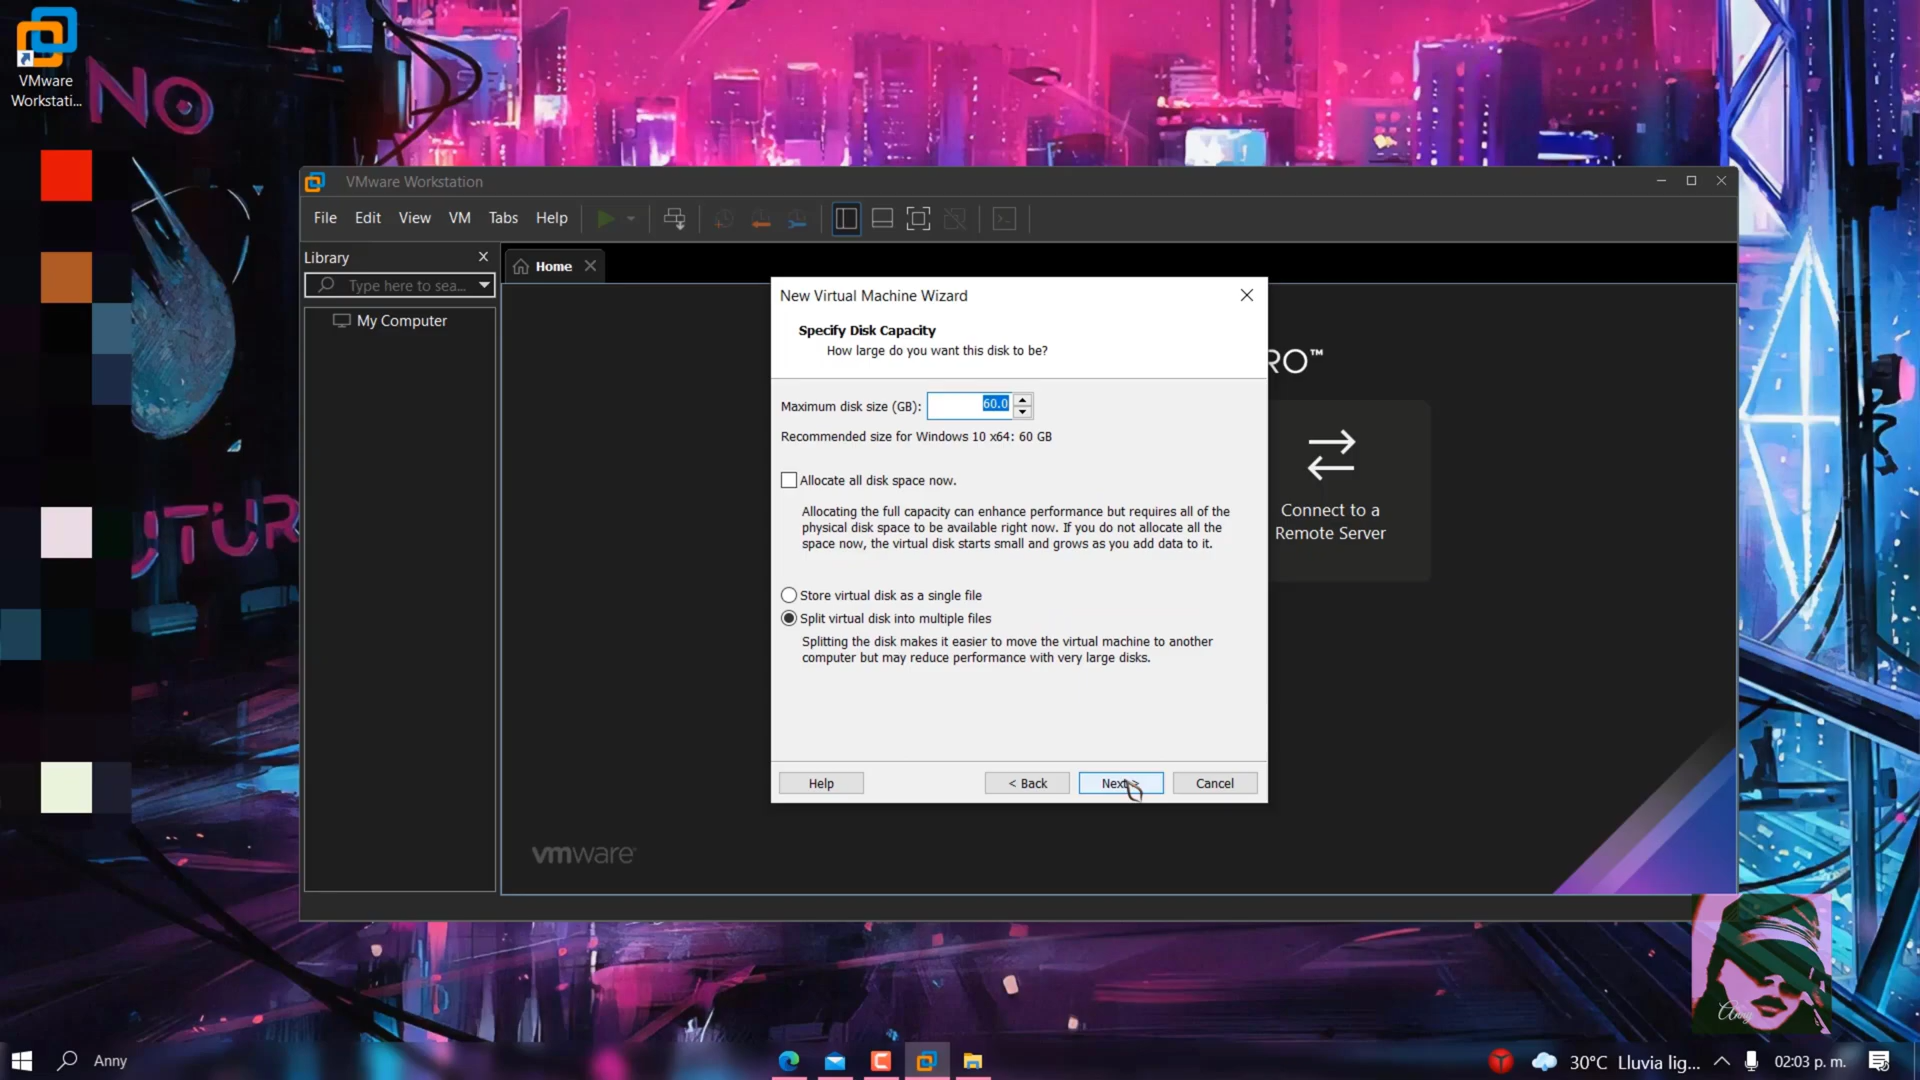 VMware
Workstati...
NO
UTUR
VMware Workstation
File Edit View VM Tabs Help
Library
Type here to sea...
My Computer
Home
RO™
Connect to a
Remote Server
New Virtual Machine Wizard
Specify Disk Capacity
How large do you want this disk to be?
Maximum disk size (GB): 60.0
Recommended size for Windows 10 x64: 60 GB
Allocate all disk space now.
Allocating the full capacity can enhance performance but requires all of the
physical disk space to be available right now. If you do not allocate all the
space now, the virtual disk starts small and grows as you add data to it.
Store virtual disk as a single file
Split virtual disk into multiple files
Splitting the disk makes it easier to move the virtual machine to another
computer but may reduce performance with very large disks.
Help < Back Next > Cancel
vmware
Anny
Anny
30°C Lluvia lig... 02:03 p. m.